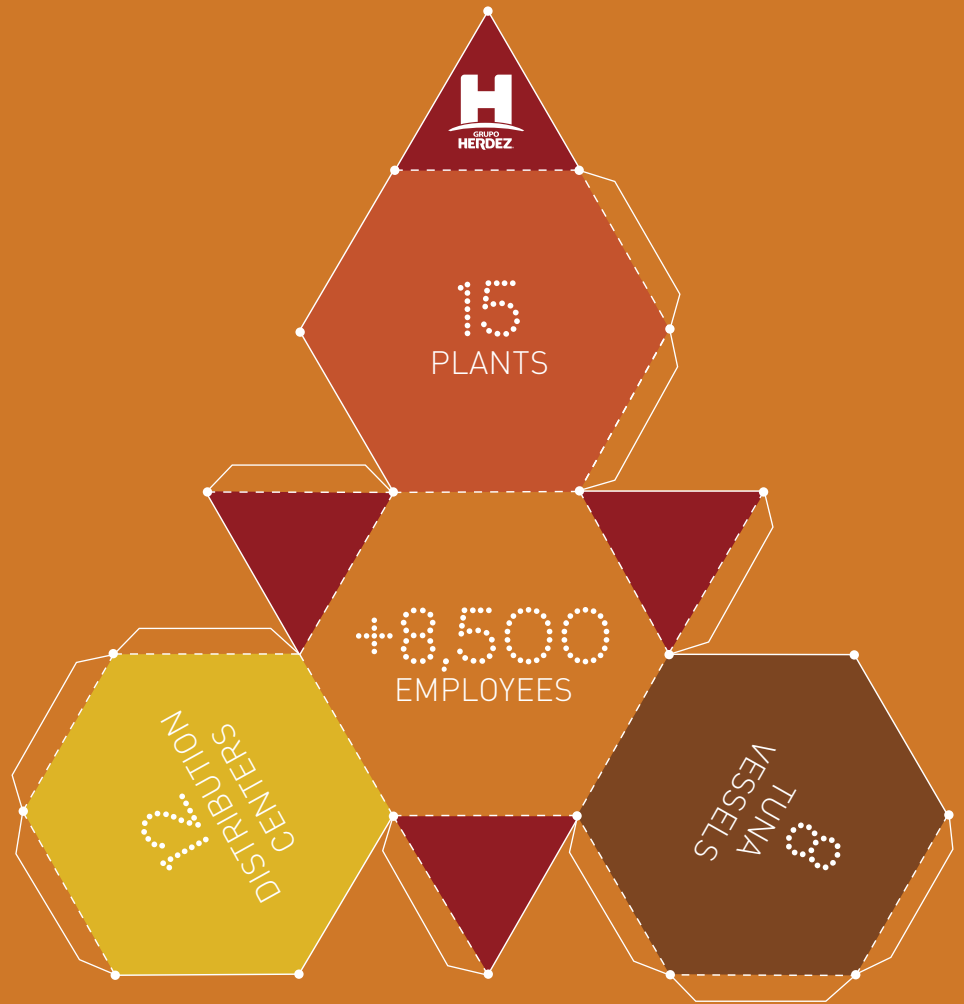 H
GRUPO
HERDEZ
15
PLANTS
+8,500
EMPLOYEES
12
DISTRIBUTION
CENTERS
8
TUNA
VESSELS